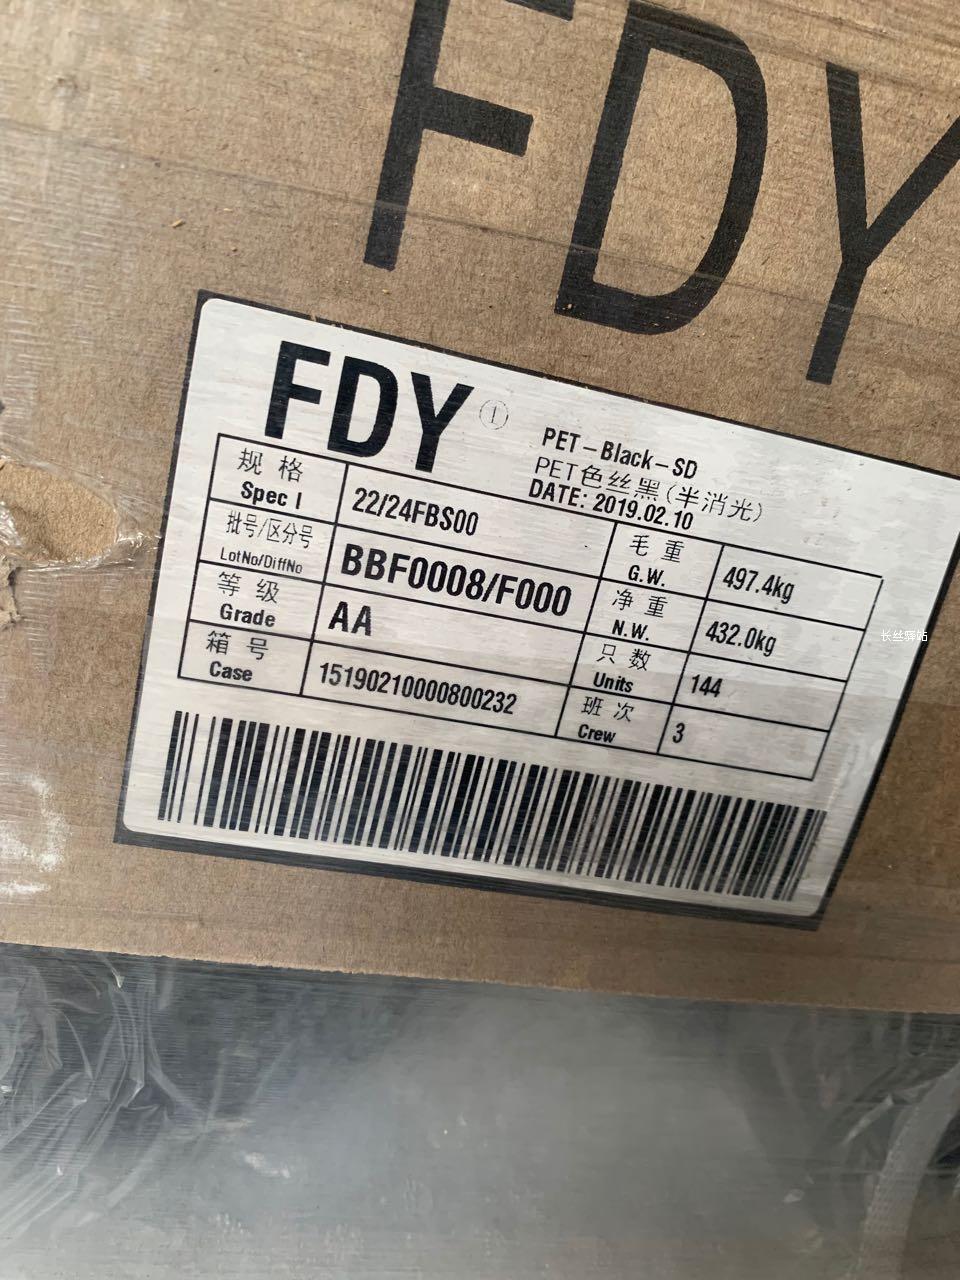 FDY
FDY ①
PET-Black-SD
PET色丝黑(半消光)
DATE: 2019.02.10
规格 Spec I 22/24FBS00
批号/区分号 LotNo/DiffNo BBF0008/F000
等级 Grade AA
箱号 Case 15190210000800232
毛重 G.W. 497.4kg
净重 N.W. 432.0kg
只数 Units 144
班次 Crew 3
长丝驿站